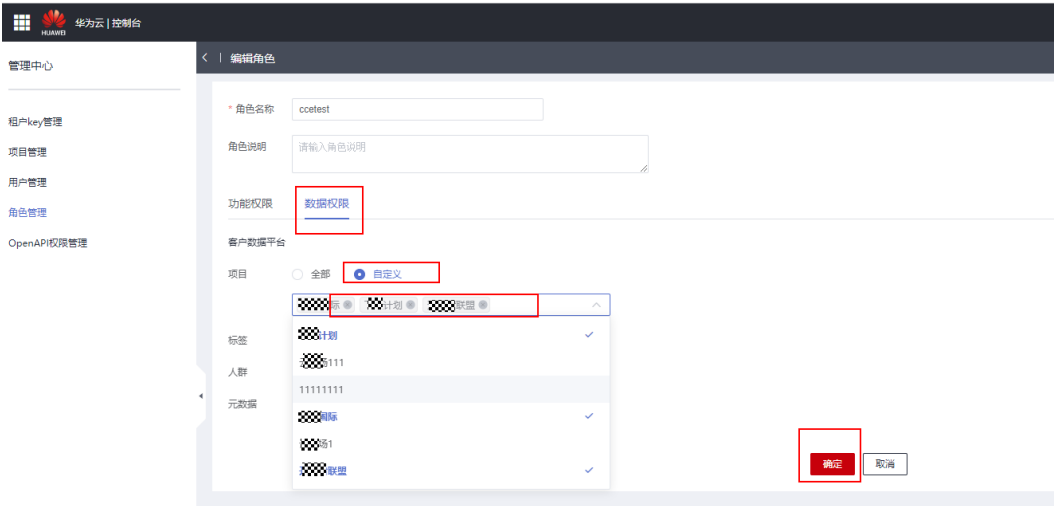 HUAWEI
华为云 | 控制台
管理中心
编辑角色
* 角色名称
ccetest
租户key管理
角色说明
请输入角色说明
项目管理
用户管理
功能权限
数据权限
角色管理
OpenAPI权限管理
客户数据平台
项目
全部
自定义
际
计划
联盟
标签
计划
111
人群
11111111
元数据
国际
场1
联盟
确定
取消